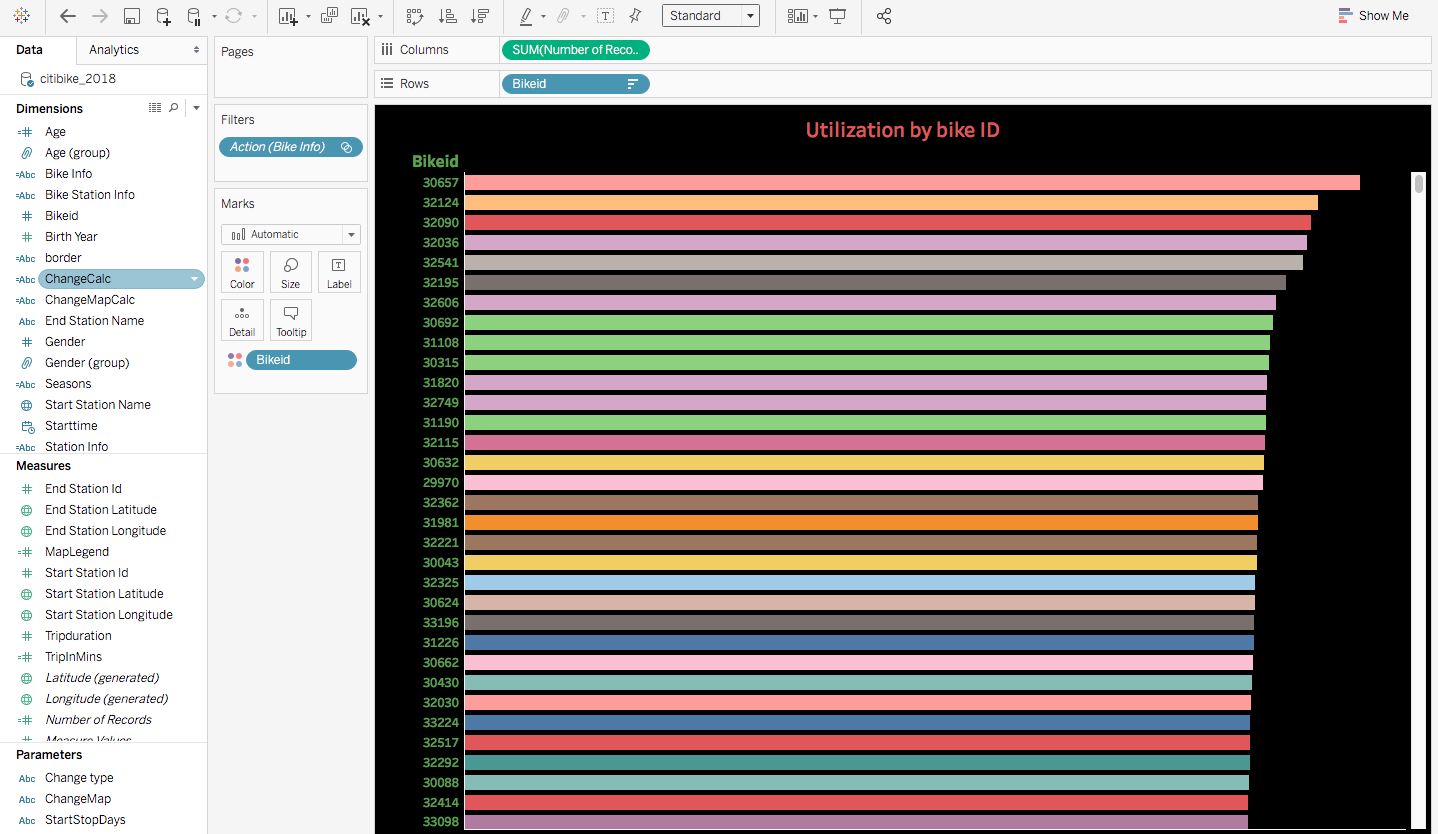 Standard
Show Me
Data
Analytics
citibike_2018
Dimensions
Age
Age (group)
Bike Info
Bike Station Info
Bikeid
Birth Year
border
ChangeCalc
ChangeMapCalc
End Station Name
Gender
Gender (group)
Seasons
Start Station Name
Starttime
Station Info
Measures
End Station Id
End Station Latitude
End Station Longitude
MapLegend
Start Station Id
Start Station Latitude
Start Station Longitude
Tripduration
TripInMins
Latitude (generated)
Longitude (generated)
Number of Records
Measure Values
Parameters
Abc Change type
Abc ChangeMap
Abc StartStopDays
Pages
Filters
Action (Bike Info)
Marks
Automatic
Color
Size
Label
Detail
Tooltip
Bikeid
Columns
SUM(Number of Reco..
Rows
Bikeid
Utilization by bike ID
Bikeid
30657
32124
32090
32036
32541
32195
32606
30692
31108
30315
31820
32749
31190
32115
30632
29970
32362
31981
32221
30043
32325
30624
33196
31226
30662
30430
32030
33224
32517
32292
30088
32414
33098